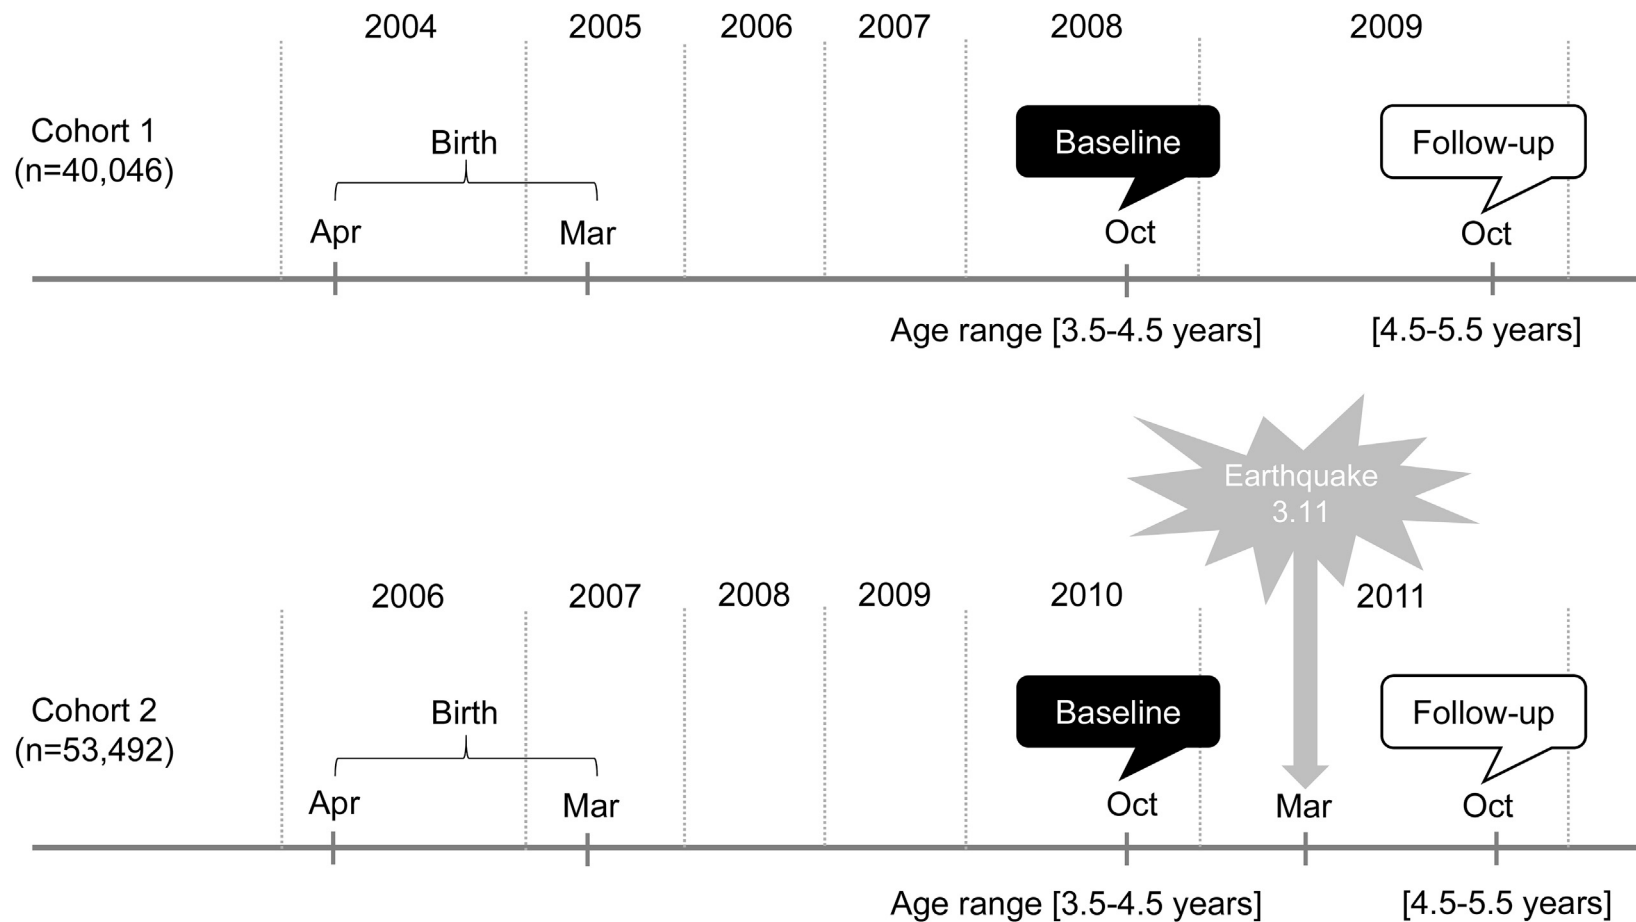 2004 2005 2006 2007 2008 2009
Cohort 1
(n=40,046)
Birth
Baseline
Follow-up
Apr Mar Oct Oct
Age range [3.5-4.5 years] [4.5-5.5 years]
Earthquake
3.11
2006 2007 2008 2009 2010 2011
Cohort 2
(n=53,492)
Birth
Baseline
Follow-up
Apr Mar Oct Mar Oct
Age range [3.5-4.5 years] [4.5-5.5 years]